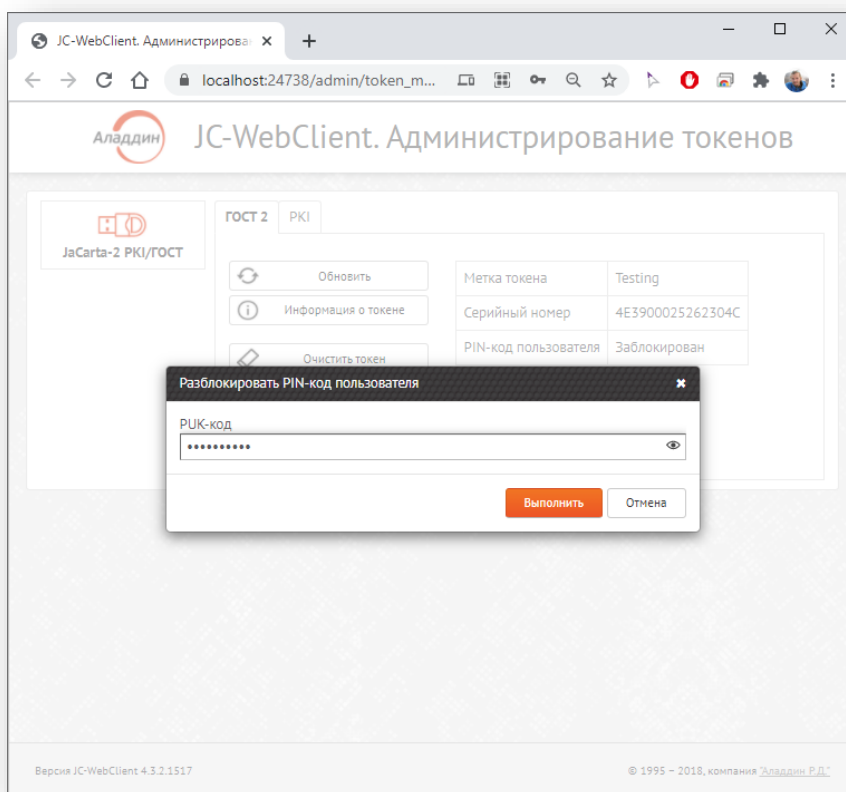 JC-WebClient. Администрирова
localhost:24738/admin/token_m...
Аладдин
JC-WebClient. Администрирование токенов
JaCarta-2 PKI/ГОСТ
ГОСТ 2 PKI
Обновить
Информация о токене
Очистить токен
Метка токена Testing
Серийный номер 4E3900025262304C
PIN-код пользователя Заблокирован
Разблокировать PIN-код пользователя
PUK-код
••••••••••
Выполнить Отмена
Версия JC-WebClient 4.3.2.1517
© 1995 – 2018, компания "Аладдин Р.Д."